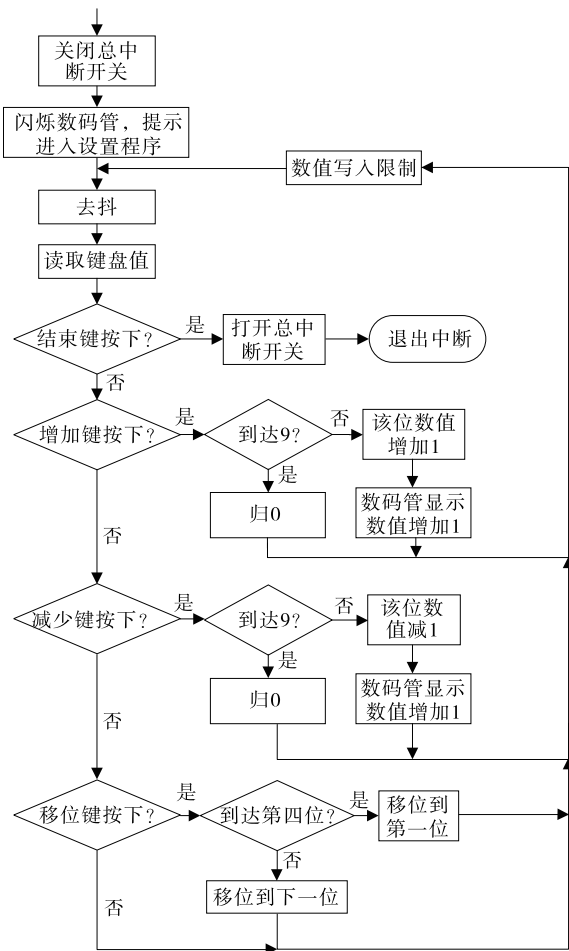 关闭总中
断开关
闪烁数码管，提示
进入设置程序
数值写入限制
去抖
读取键盘值
结束键按下?
是
打开总中
断开关
退出中断
否
增加键按下?
是
到达9?
否
该位数值
增加1
是
归0
数码管显示
数值增加1
否
减少键按下?
是
到达9?
否
该位数
值减1
是
归0
数码管显示
数值增加1
否
移位键按下?
是
到达第四位?
是
移位到
第一位
否
移位到下一位
否